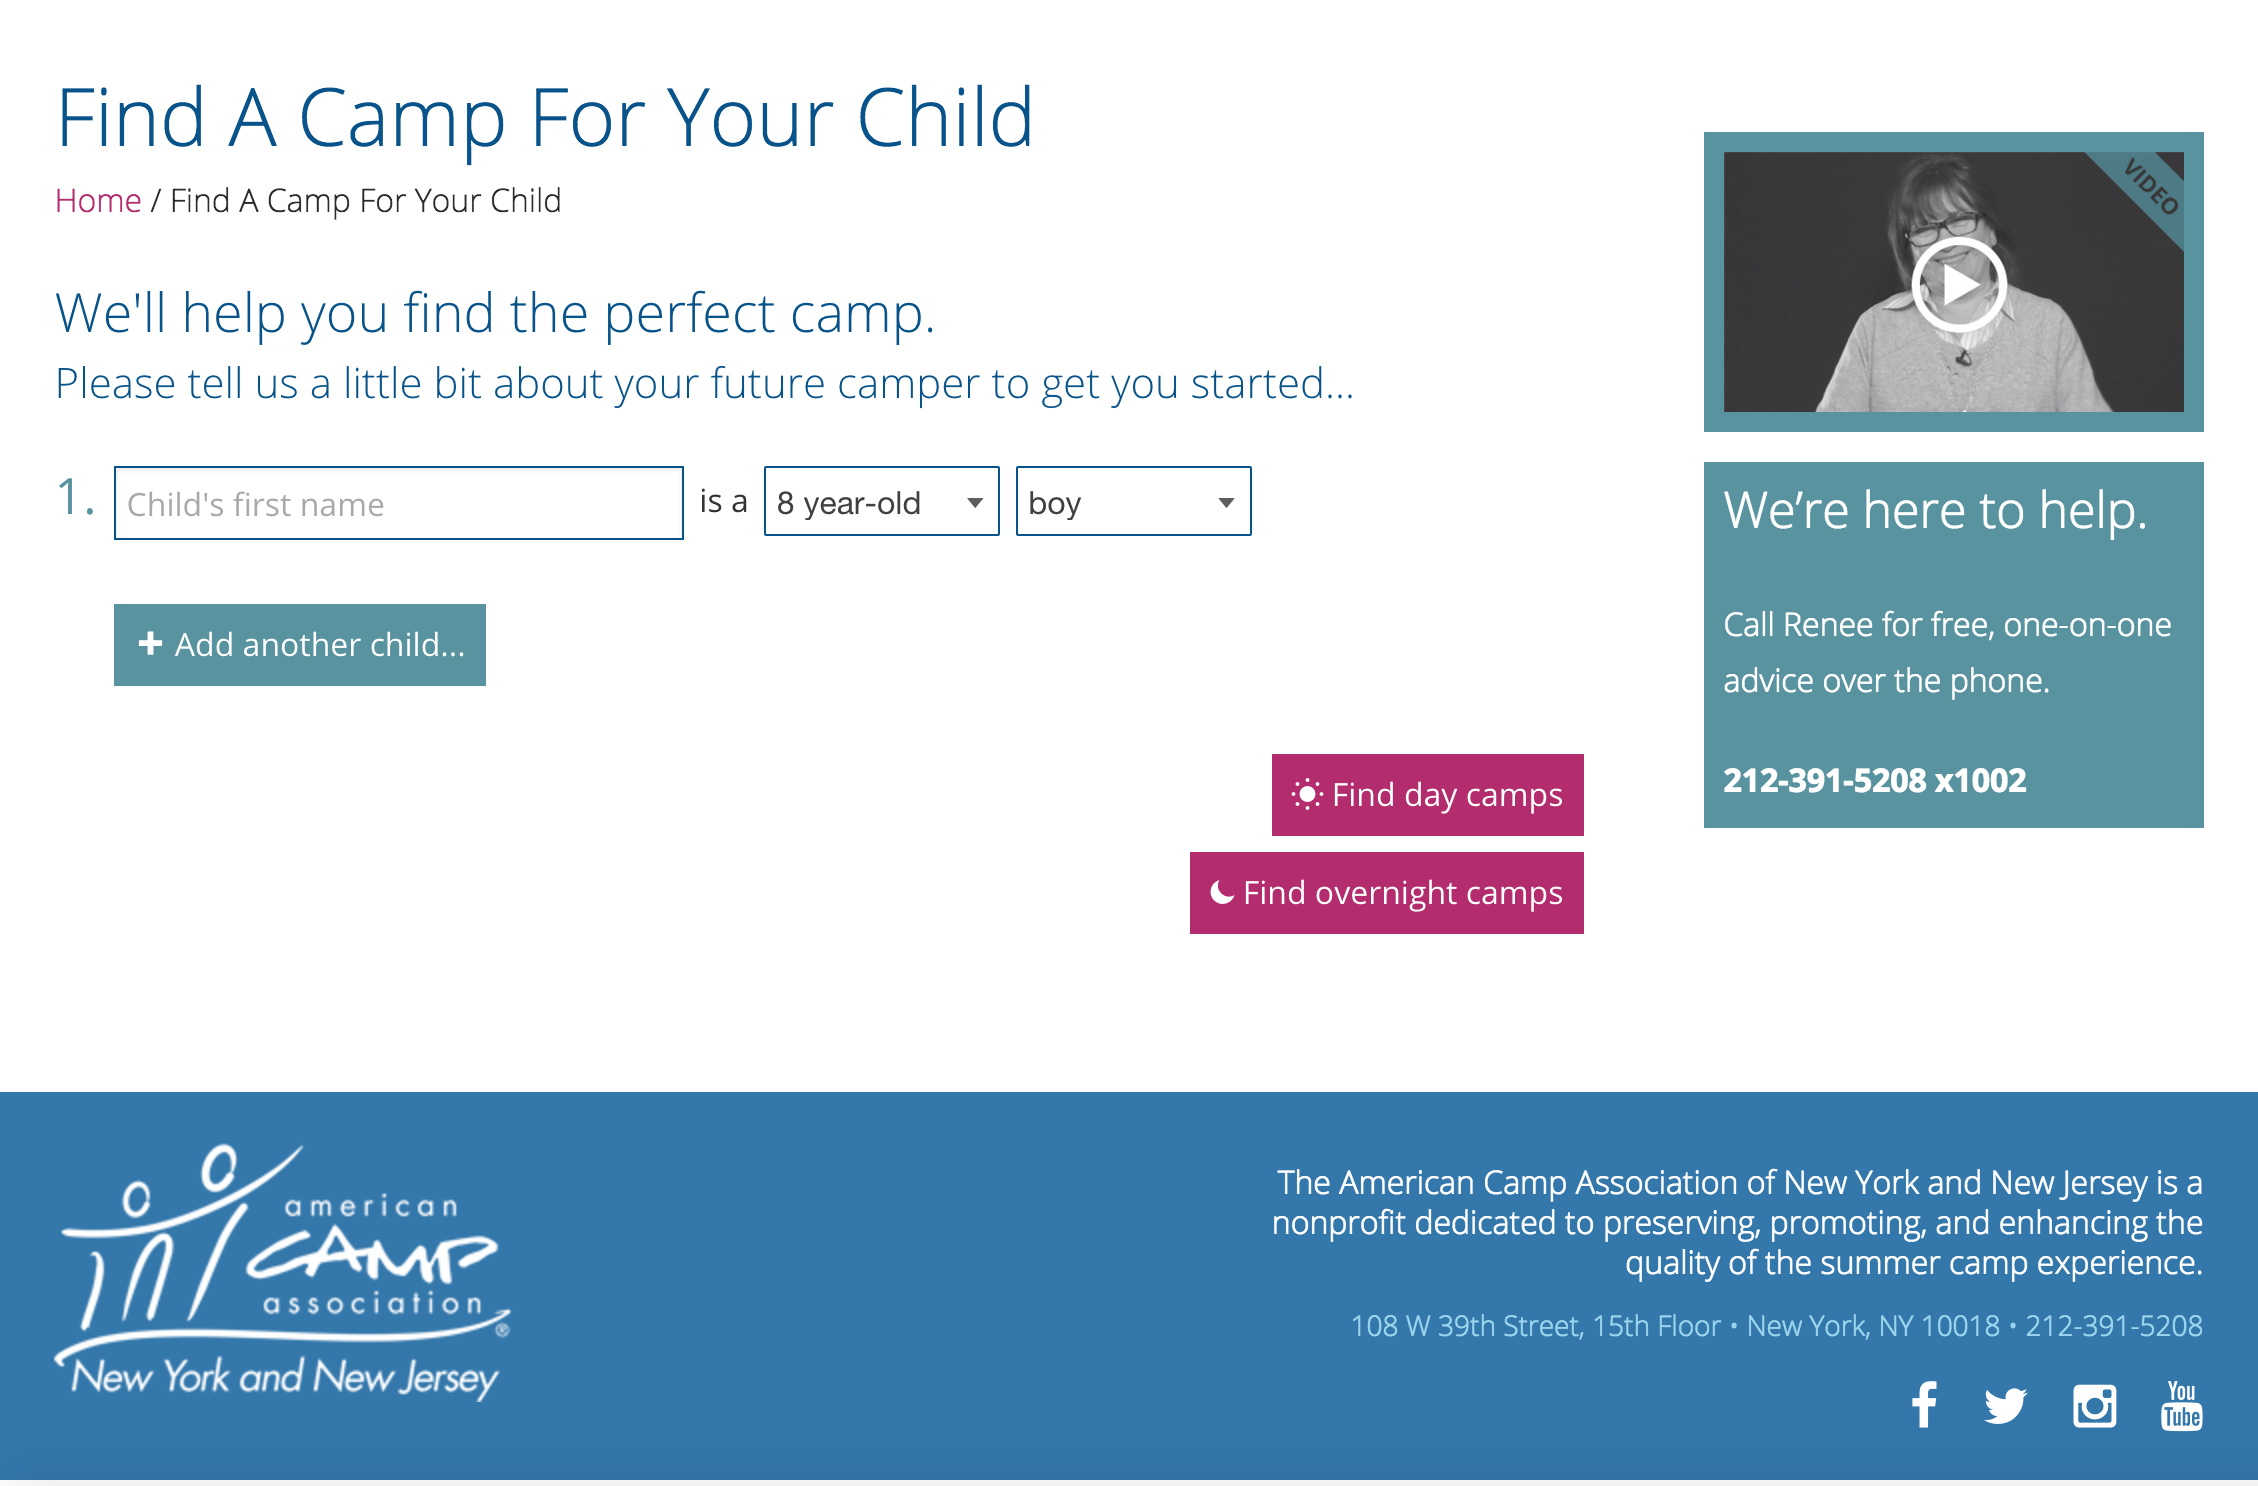 Find A Camp For Your Child
Home / Find A Camp For Your Child
We'll help you find the perfect camp.
Please tell us a little bit about your future camper to get you started...
1. Child's first name is a 8 year-old boy
+ Add another child...
Find day camps
Find overnight camps
VIDEO
We're here to help.
Call Renee for free, one-on-one
advice over the phone.
212-391-5208 x1002
american
CAMP
association ®
New York and New Jersey
The American Camp Association of New York and New Jersey is a
nonprofit dedicated to preserving, promoting, and enhancing the
quality of the summer camp experience.
108 W 39th Street, 15th Floor • New York, NY 10018 • 212-391-5208
You
Tube